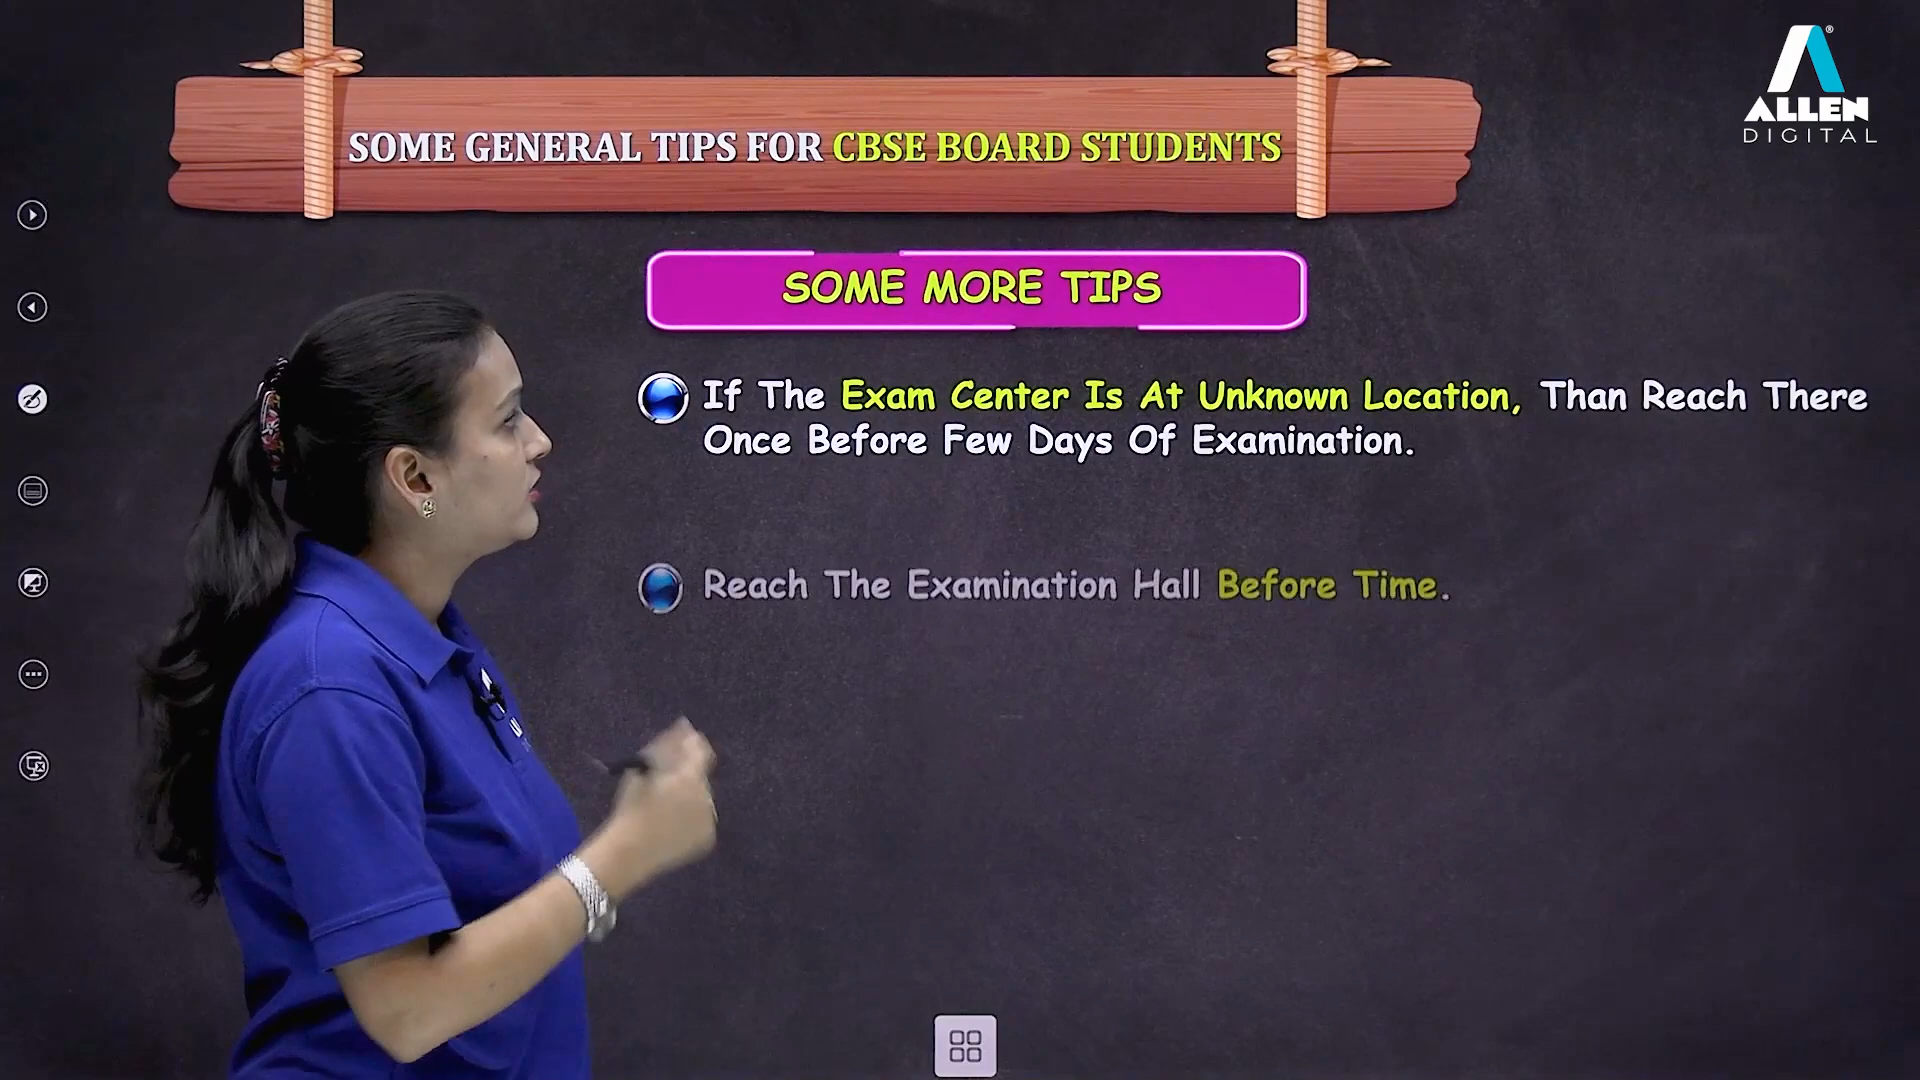 ALLEN
DIGITAL
SOME GENERAL TIPS FOR CBSE BOARD STUDENTS
SOME MORE TIPS
If The Exam Center Is At Unknown Location, Than Reach There
Once Before Few Days Of Examination.
Reach The Examination Hall Before Time.